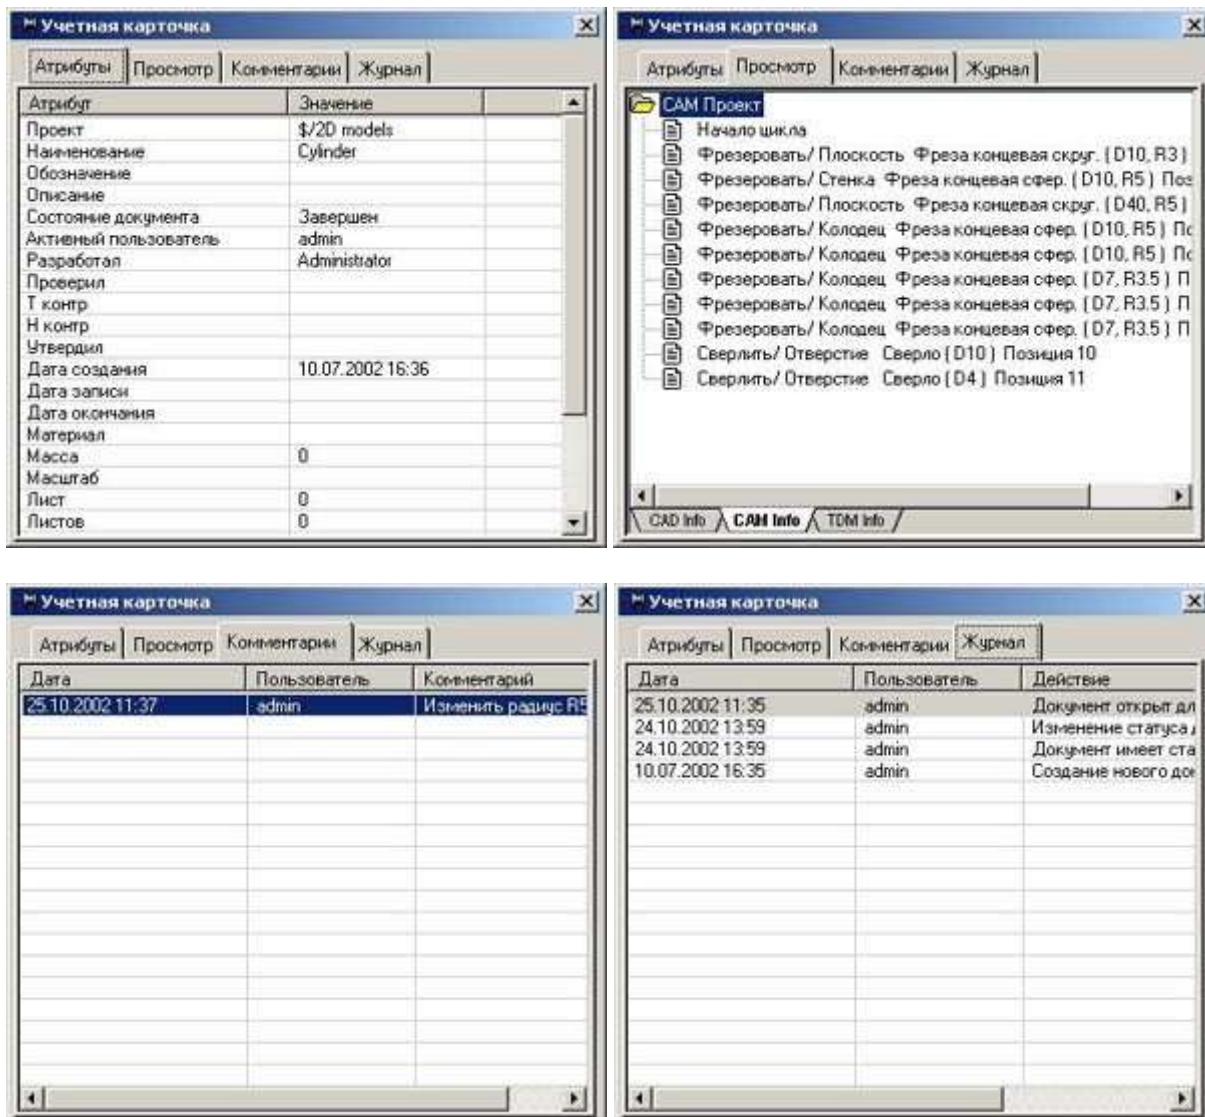 Учетная карточка
Атрибуты Просмотр Комментарии Журнал
Атрибут Значение
Проект $/2D models
Наименование Cylinder
Обозначение
Описание
Состояние документа Завершен
Активный пользователь admin
Разработал Administrator
Проверил
Т контр
Н контр
Утвердил
Дата создания 10.07.2002 16:36
Дата записи
Дата окончания
Материал
Масса 0
Масштаб
Лист 0
Листов 0
Учетная карточка
Атрибуты Просмотр Комментарии Журнал
CAM Проект
Начало цикла
Фрезеровать/ Плоскость Фреза концевая скруг. ( D10, R3 )
Фрезеровать/ Стенка Фреза концевая сфер. ( D10, R5 ) Поз
Фрезеровать/ Плоскость Фреза концевая скруг. ( D40, R5 )
Фрезеровать/ Колодец Фреза концевая сфер. ( D10, R5 ) По
Фрезеровать/ Колодец Фреза концевая сфер. ( D10, R5 ) По
Фрезеровать/ Колодец Фреза концевая сфер. ( D7, R3.5 ) П
Фрезеровать/ Колодец Фреза концевая сфер. ( D7, R3.5 ) П
Фрезеровать/ Колодец Фреза концевая сфер. ( D7, R3.5 ) П
Сверлить/ Отверстие Сверло ( D10 ) Позиция 10
Сверлить/ Отверстие Сверло ( D4 ) Позиция 11
CAD Info CAM Info TDM Info
Учетная карточка
Атрибуты Просмотр Комментарии Журнал
Дата Пользователь Комментарий
25.10.2002 11:37 admin Изменить радиус R5
Учетная карточка
Атрибуты Просмотр Комментарии Журнал
Дата Пользователь Действие
25.10.2002 11:35 admin Документ открыт дл
24.10.2002 13:59 admin Изменение статуса д
24.10.2002 13:59 admin Документ имеет ста
10.07.2002 16:35 admin Создание нового док